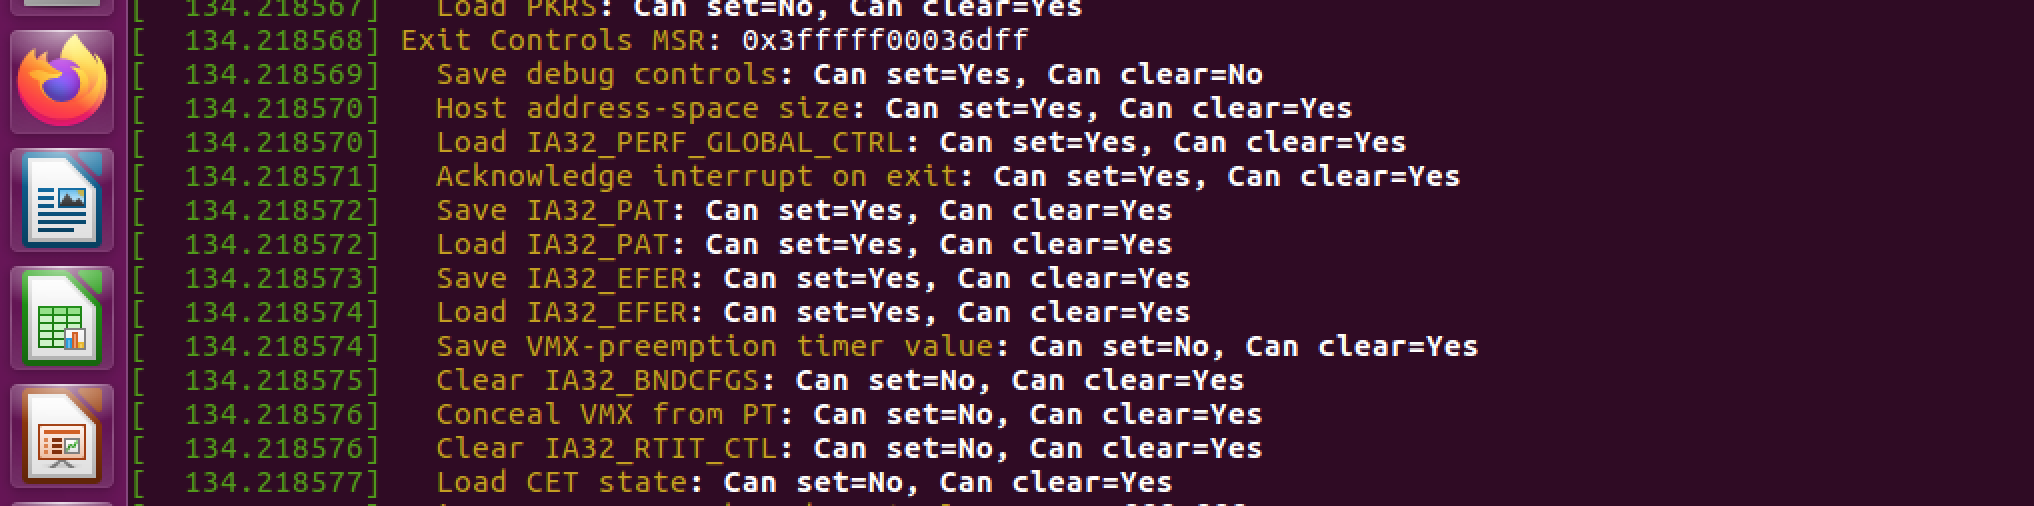 [   134.218567]   Load PKRS: Can set=No, Can clear=Yes
[   134.218568] Exit Controls MSR: 0x3fffff00036dff
[   134.218569]   Save debug controls: Can set=Yes, Can clear=No
[   134.218570]   Host address-space size: Can set=Yes, Can clear=Yes
[   134.218570]   Load IA32_PERF_GLOBAL_CTRL: Can set=Yes, Can clear=Yes
[   134.218571]   Acknowledge interrupt on exit: Can set=Yes, Can clear=Yes
[   134.218572]   Save IA32_PAT: Can set=Yes, Can clear=Yes
[   134.218572]   Load IA32_PAT: Can set=Yes, Can clear=Yes
[   134.218573]   Save IA32_EFER: Can set=Yes, Can clear=Yes
[   134.218574]   Load IA32_EFER: Can set=Yes, Can clear=Yes
[   134.218574]   Save VMX-preemption timer value: Can set=No, Can clear=Yes
[   134.218575]   Clear IA32_BNDCFGS: Can set=No, Can clear=Yes
[   134.218576]   Conceal VMX from PT: Can set=No, Can clear=Yes
[   134.218576]   Clear IA32_RTIT_CTL: Can set=No, Can clear=Yes
[   134.218577]   Load CET state: Can set=No, Can clear=Yes